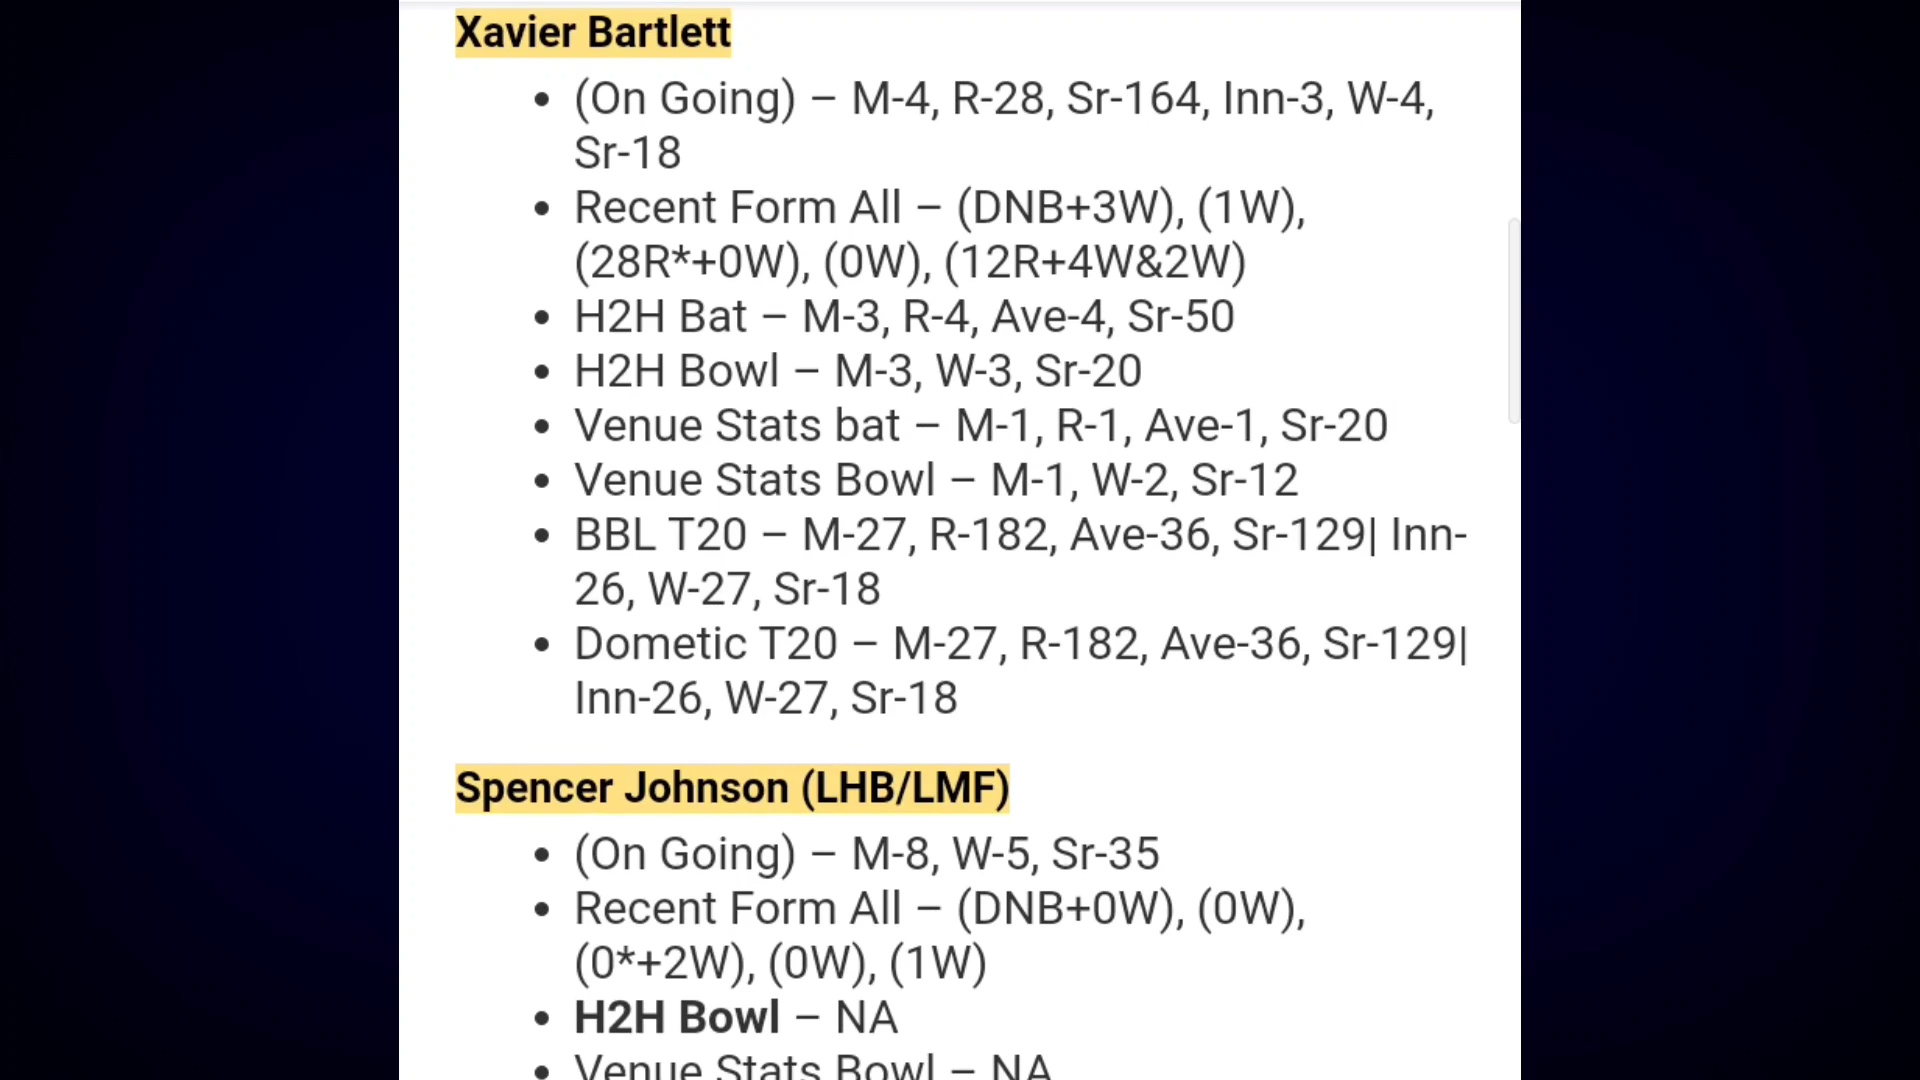 Xavier Bartlett
• (On Going) – M-4, R-28, Sr-164, Inn-3, W-4,
Sr-18
• Recent Form All – (DNB+3W), (1W),
(28R*+0W), (0W), (12R+4W&2W)
• H2H Bat – M-3, R-4, Ave-4, Sr-50
• H2H Bowl – M-3, W-3, Sr-20
• Venue Stats bat – M-1, R-1, Ave-1, Sr-20
• Venue Stats Bowl – M-1, W-2, Sr-12
• BBL T20 – M-27, R-182, Ave-36, Sr-129| Inn-
26, W-27, Sr-18
• Dometic T20 – M-27, R-182, Ave-36, Sr-129|
Inn-26, W-27, Sr-18
Spencer Johnson (LHB/LMF)
• (On Going) – M-8, W-5, Sr-35
• Recent Form All – (DNB+0W), (0W),
(0*+2W), (0W), (1W)
• H2H Bowl – NA
• Venue Stats Bowl – NA